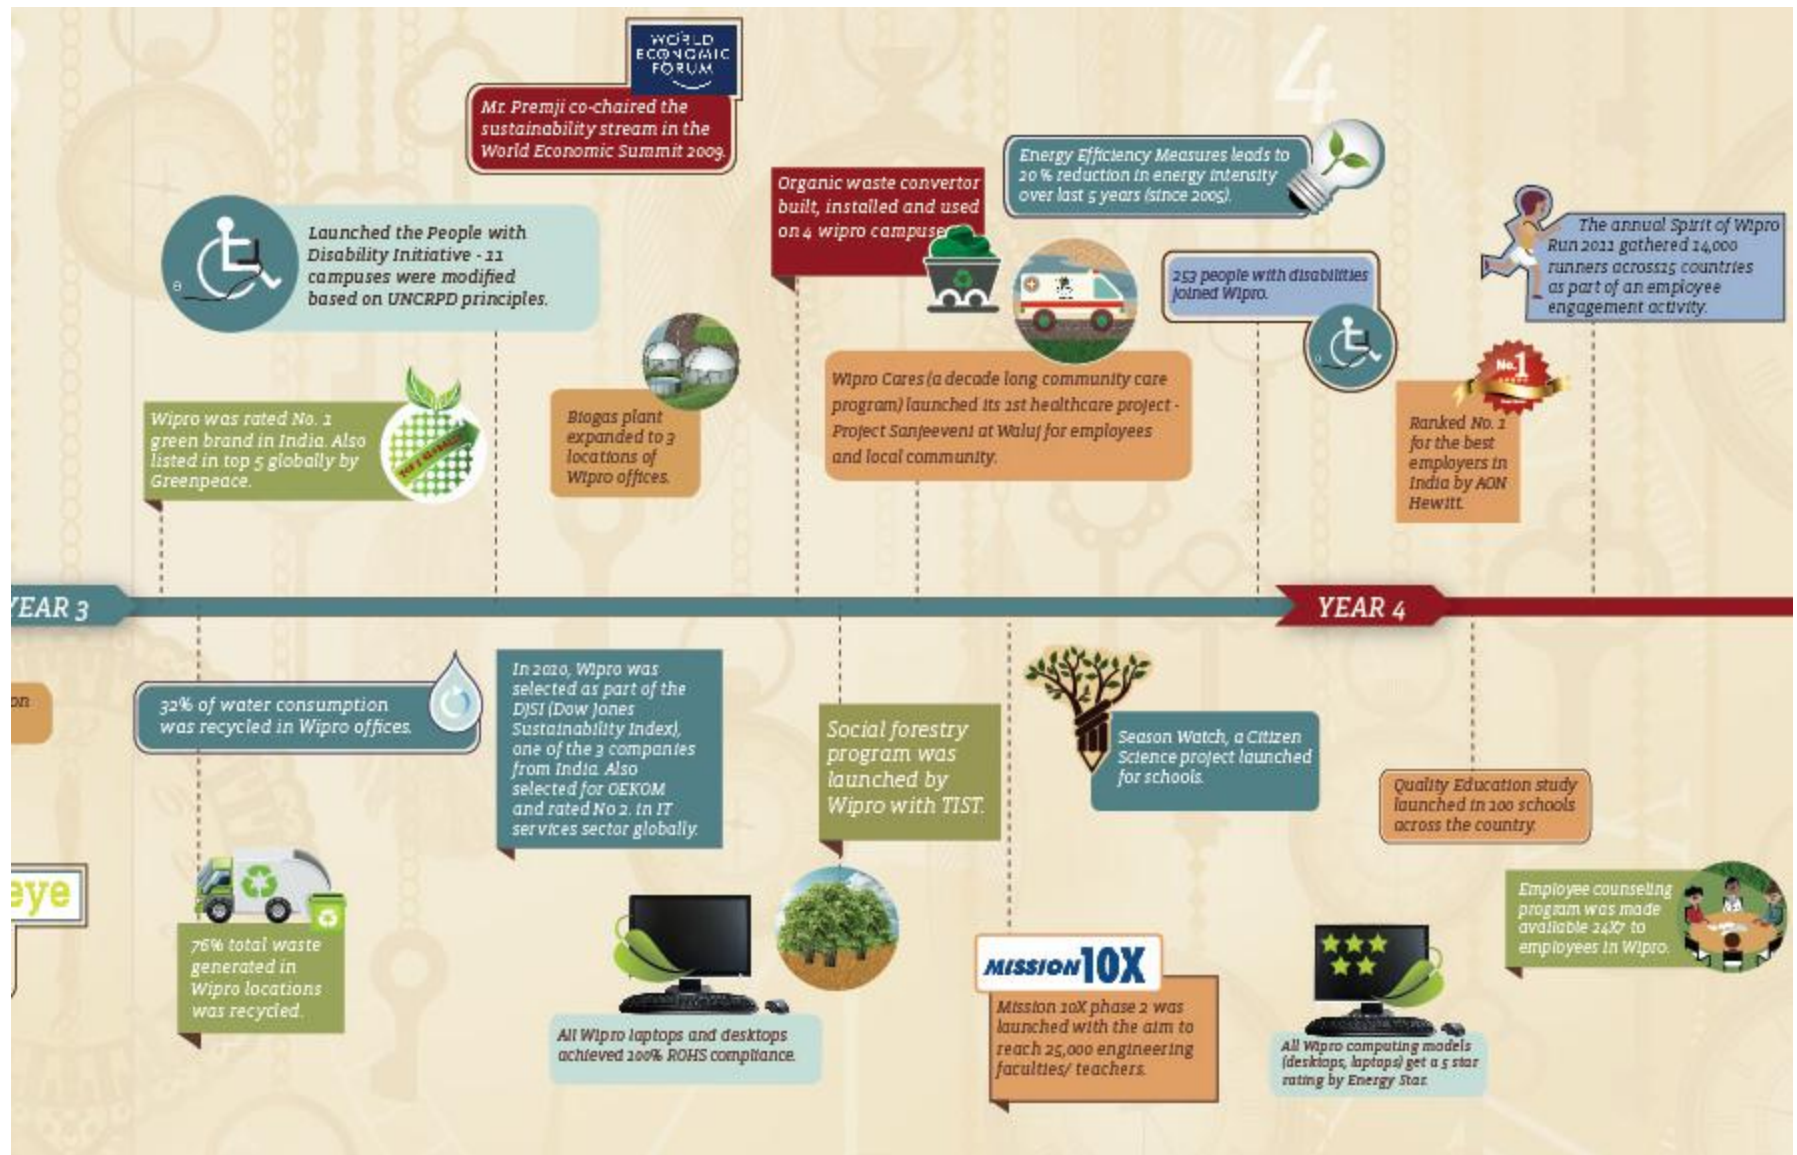 WORLD
ECONOMIC
FORUM
Mr. Premji co-chaired the
sustainability stream in the
World Economic Summit 2009.
4
Launched the People with
Disability Initiative - 11
campuses were modified
based on UNCRPD principles.
Organic waste convertor
built, installed and used
on 4 wipro campuses
Energy Efficiency Measures leads to
20 % reduction in energy intensity
over last 5 years (since 2005).
253 people with disabilities
joined Wipro.
The annual Spirit of Wipro
Run 2011 gathered 14,000
runners across15 countries
as part of an employee
engagement activity.
Wipro was rated No. 1
green brand in India. Also
listed in top 5 globally by
Greenpeace.
TOP 5 GLOBALLY
Biogas plant
expanded to 3
locations of
Wipro offices.
Wipro Cares (a decade long community care
program) launched its 1st healthcare project -
Project Sanjeeveni at Waluj for employees
and local community.
No.1
Ranked No. 1
for the best
employers in
India by AON
Hewitt.
YEAR 3
YEAR 4
on
32% of water consumption
was recycled in Wipro offices.
In 2010, Wipro was
selected as part of the
DJSI (Dow Jones
Sustainability Index),
one of the 3 companies
from India. Also
selected for OEKOM
and rated No 2. in IT
services sector globally.
Social forestry
program was
launched by
Wipro with TIST.
Season Watch, a Citizen
Science project launched
for schools.
Quality Education study
launched in 100 schools
across the country.
eye
76% total waste
generated in
Wipro locations
was recycled.
All Wipro laptops and desktops
achieved 100% ROHS compliance.
MISSION10X
Mission 10X phase 2 was
launched with the aim to
reach 25,000 engineering
faculties/ teachers.
All Wipro computing models
(desktops, laptops) get a 5 star
rating by Energy Star.
Employee counseling
program was made
available 24X7 to
employees in Wipro.